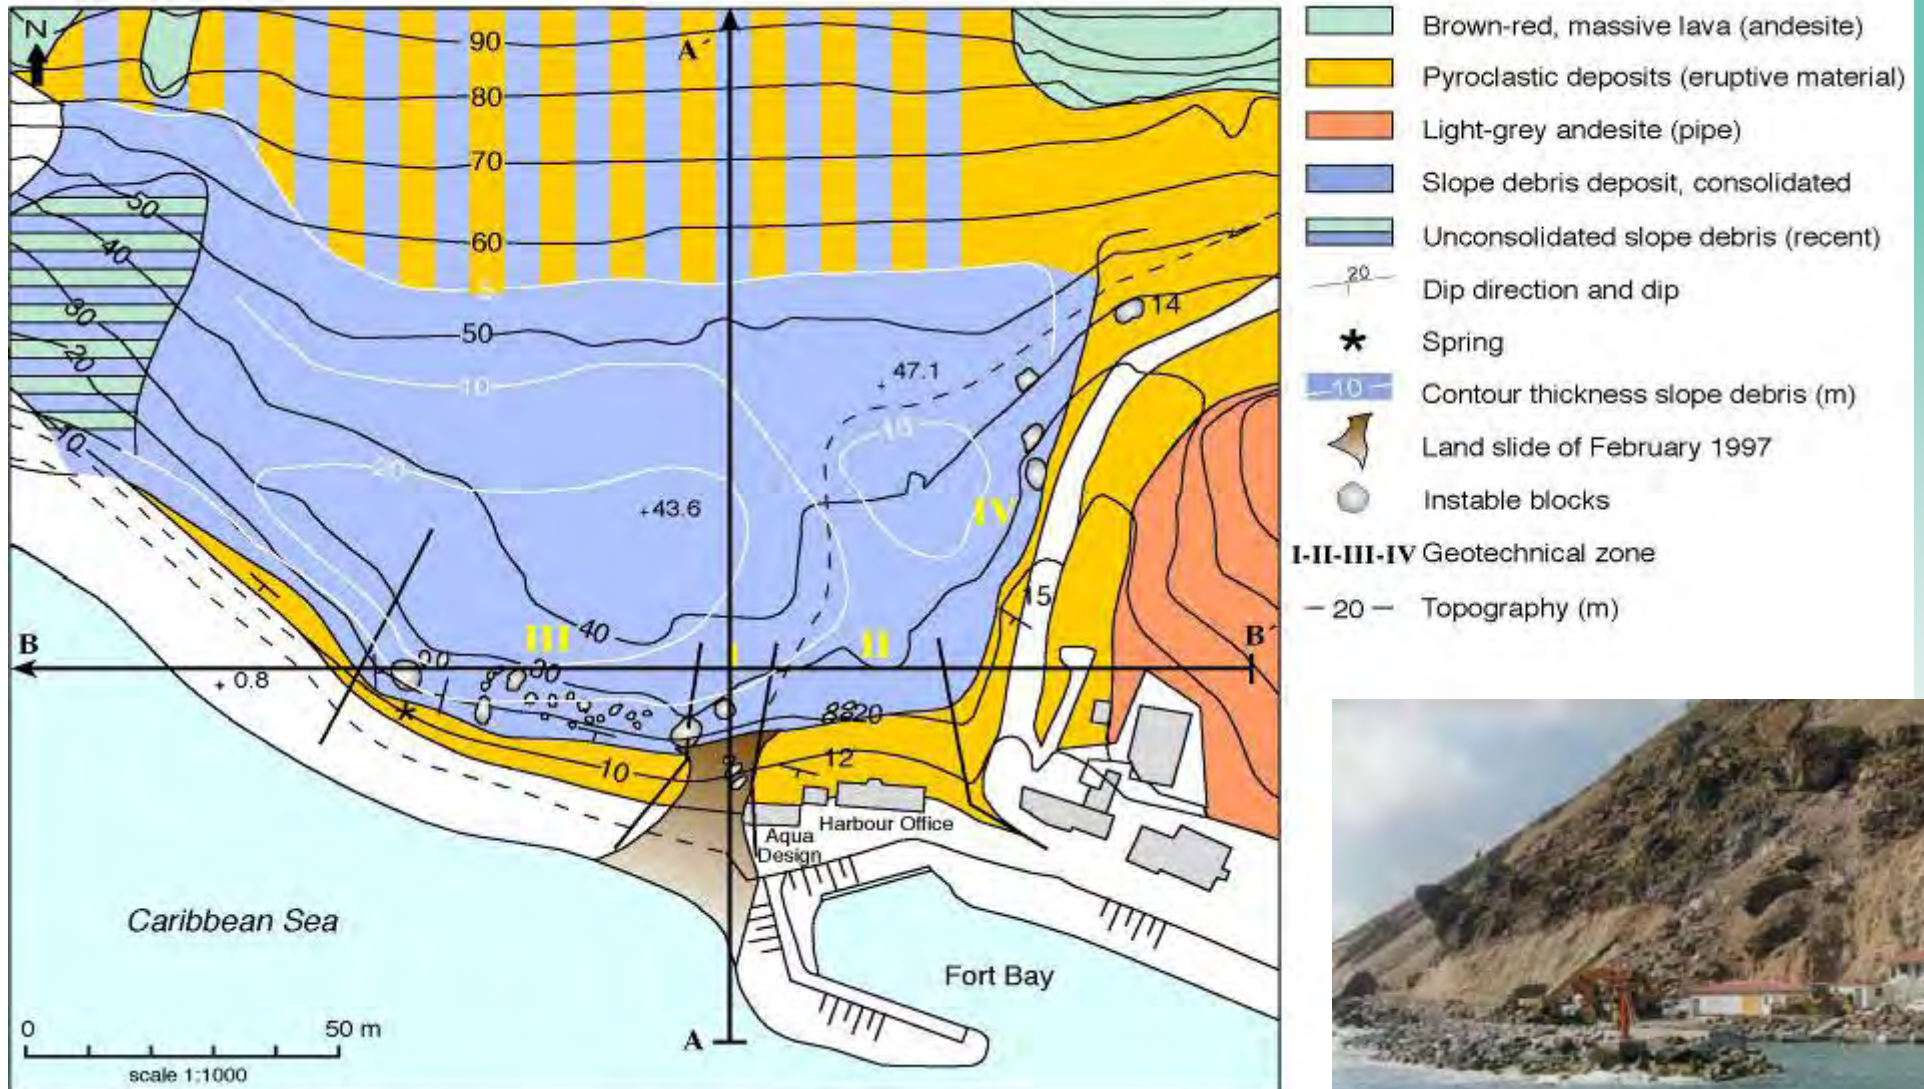 N
90
A´
80
70
60
50
50
40
30
20
10
5
10
20
47.1
14
10
43.6
IV
15
III
40
I
II
B
B´
20
30
0.8
8820
12
10
Harbour Office
Aqua
Design
Caribbean Sea
Fort Bay
0
50 m
scale 1:1000
A
Brown-red, massive lava (andesite)
Pyroclastic deposits (eruptive material)
Light-grey andesite (pipe)
Slope debris deposit, consolidated
Unconsolidated slope debris (recent)
20 Dip direction and dip
* Spring
10 Contour thickness slope debris (m)
Land slide of February 1997
Instable blocks
I-II-III-IV Geotechnical zone
– 20 – Topography (m)